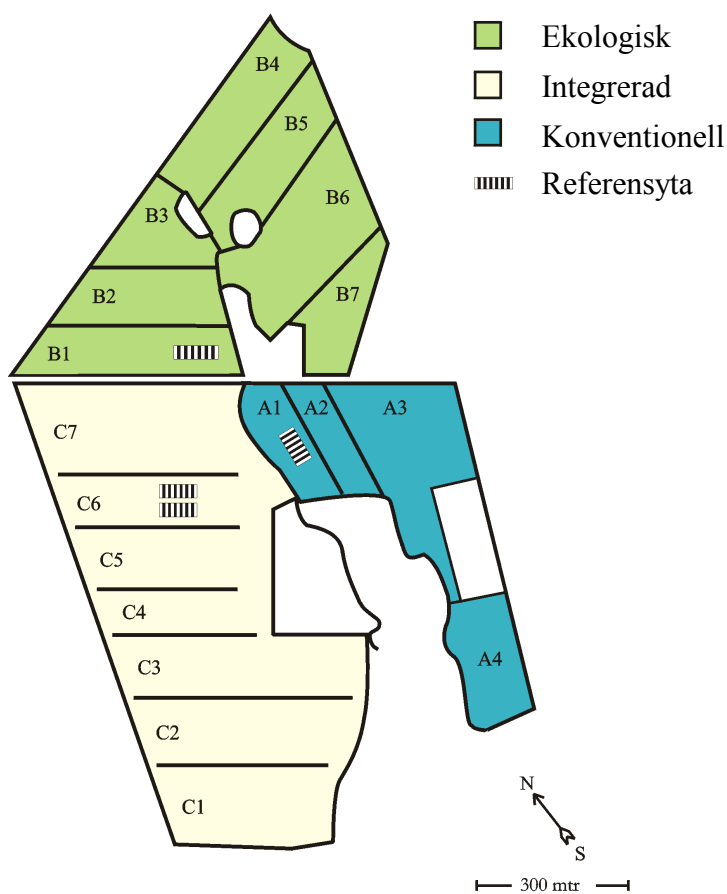 Ekologisk
Integrerad
Konventionell
Referensyta
B4
B5
B6
B3
B7
B2
B1
A1
A2
A3
C7
C6
C5
C4
C3
A4
C2
C1
N
S
300 mtr